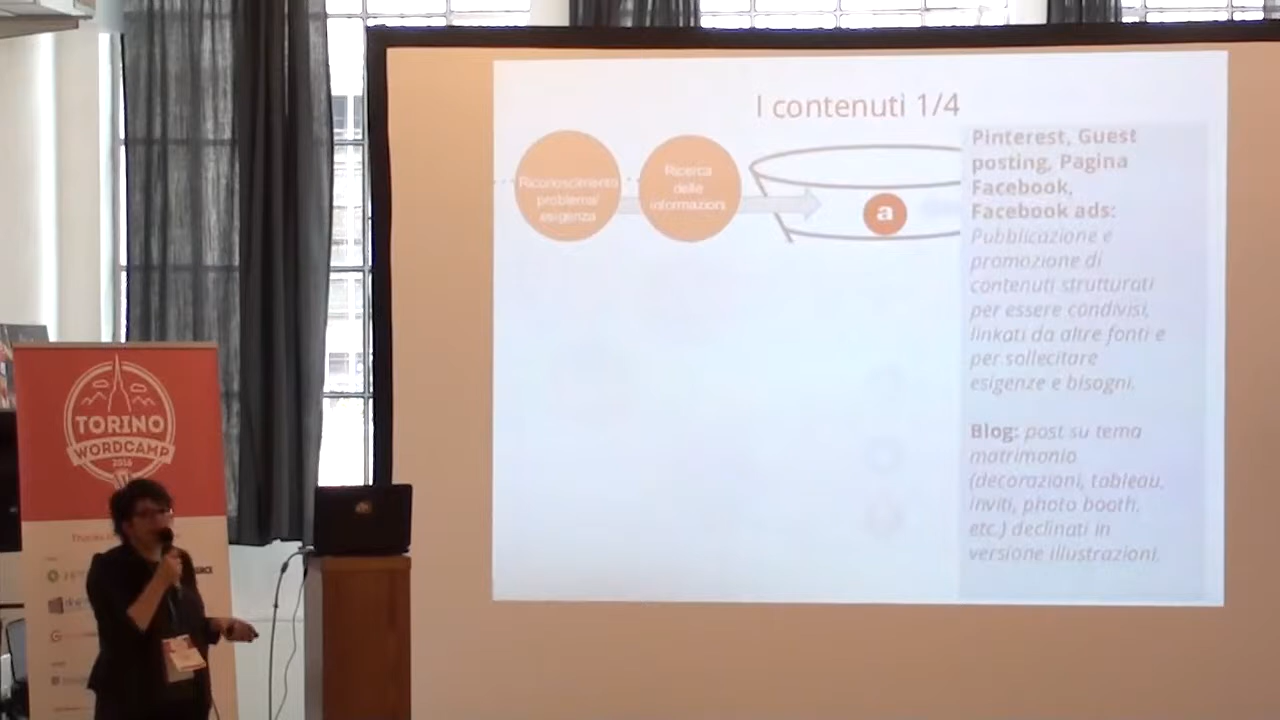 I contenuti 1/4
Riconoscimento
problema/
esigenza
Ricerca
delle
informazioni
a
Pinterest, Guest
posting, Pagina
Facebook,
Facebook ads:
Pubblicazione e
promozione di
contenuti strutturati
per essere condivisi,
linkati da altre fonti e
per sollecitare
esigenze e bisogni.
Blog: post su tema
matrimonio
(decorazioni, tableau,
inviti, photo booth,
etc.) declinati in
versione illustrazioni.
TORINO
WORDCAMP
2016
Thanks